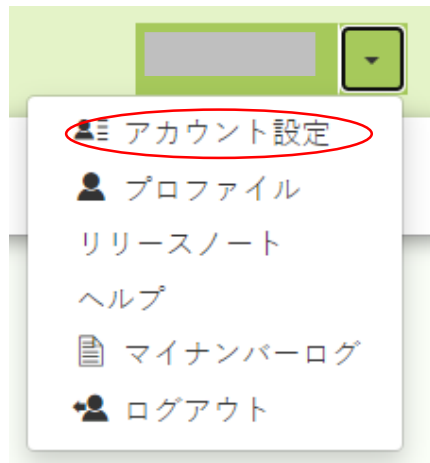 アカウント設定
プロファイル
リリースノート
ヘルプ
マイナンバーログ
ログアウト